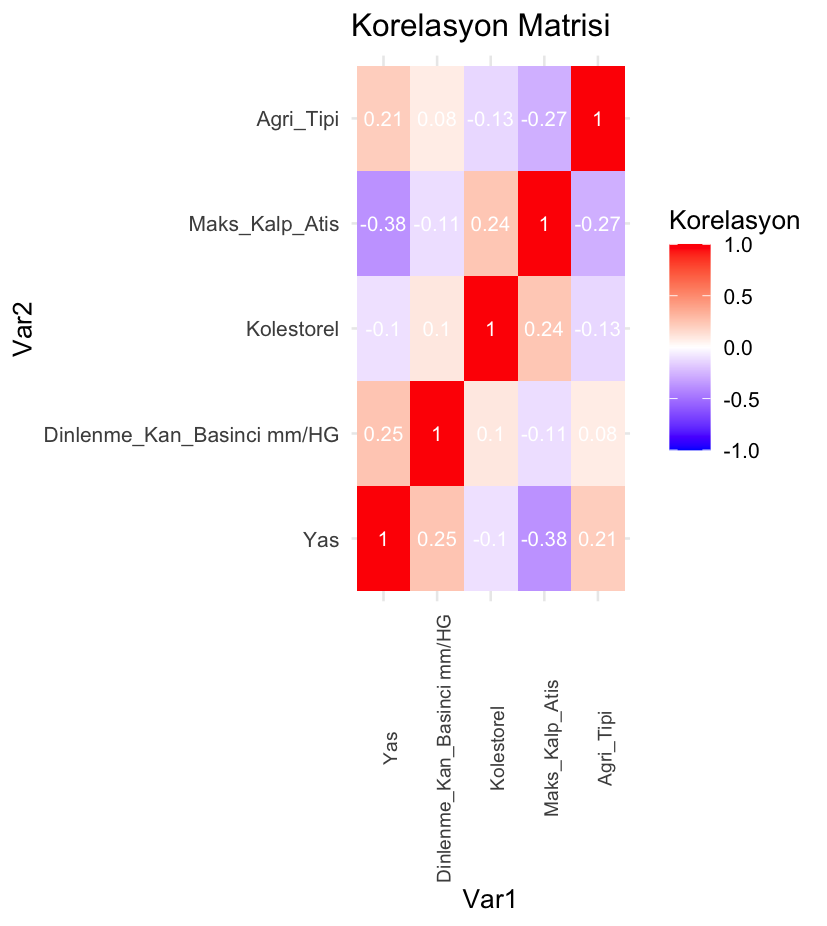 Korelasyon Matrisi
Agri_Tipi
0.21 0.08 -0.13 -0.27 1
Maks_Kalp_Atis
-0.38 -0.11 0.24 1 -0.27
Kolestorel
-0.1 0.1 1 0.24 -0.13
Dinlenme_Kan_Basinci mm/HG
0.25 1 0.1 -0.11 0.08
Yas
1 0.25 -0.1 -0.38 0.21
Var2
Yas
Dinlenme_Kan_Basinci mm/HG
Kolestorel
Maks_Kalp_Atis
Agri_Tipi
Var1
Korelasyon
1.0
0.5
0.0
-0.5
-1.0